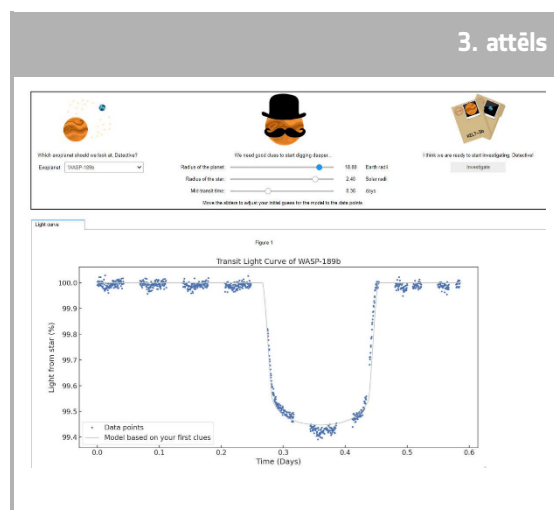 3. attēls
KELT-3b
Which exoplanet should we look at, Detective?
We need good clues to start digging deeper...
I think we are ready to start investigating, Detective!
Exoplanet: WASP-189b
Radius of the planet: Earth radii
Investigate
Radius of the star: 2.40 Solar radii
Mid-transit time: 0.36 days
Move the sliders to adjust your initial guess for the model to the data points
Light curve
Figure 1
Transit Light Curve of WASP-189b
100.0
99.9
99.8
99.7
99.6
99.5
99.4
Light from star (%)
Data points
Model based on your first clues
0.0 0.1 0.2 0.3 0.4 0.5 0.6
Time (Days)